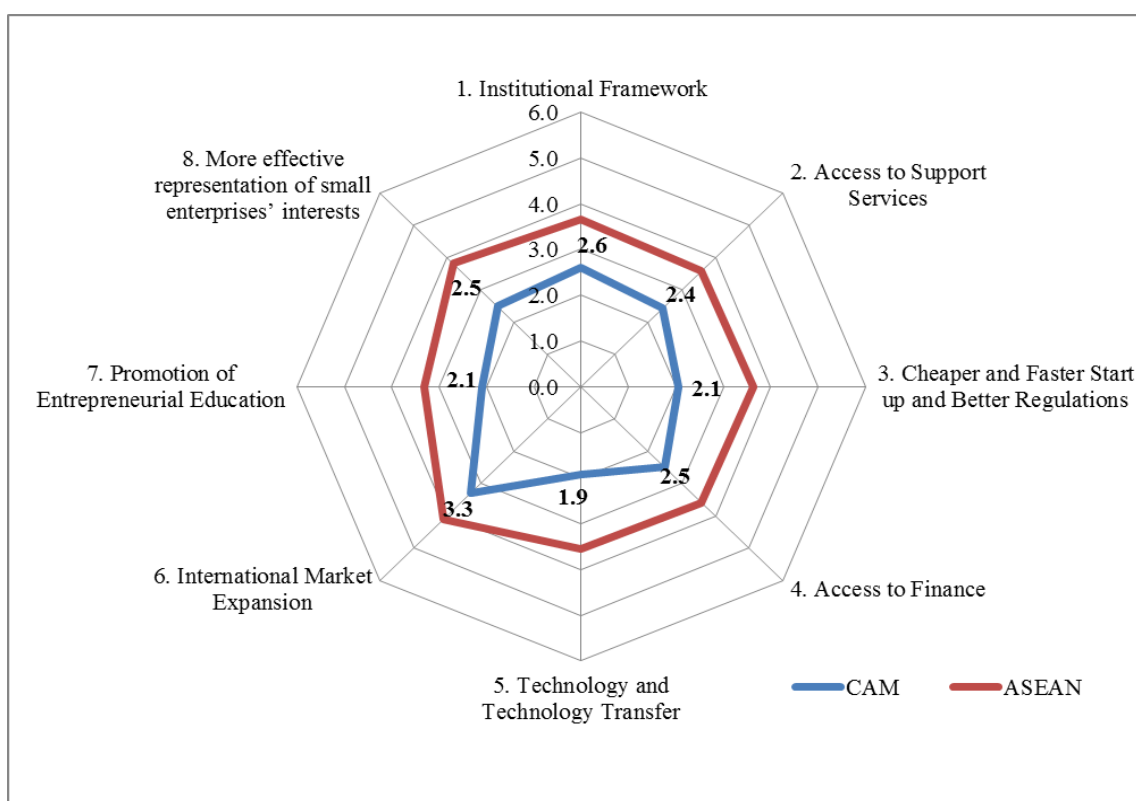 1. Institutional Framework
6.0
5.0
4.0
3.0
2.0
1.0
0.0
8. More effective
representation of small
enterprises’ interests
2. Access to Support
Services
2.6
2.5
2.4
7. Promotion of
Entrepreneurial Education
2.1
2.1
3. Cheaper and Faster Start
up and Better Regulations
3.3
1.9
2.5
6. International Market
Expansion
4. Access to Finance
5. Technology and
Technology Transfer
CAM
ASEAN